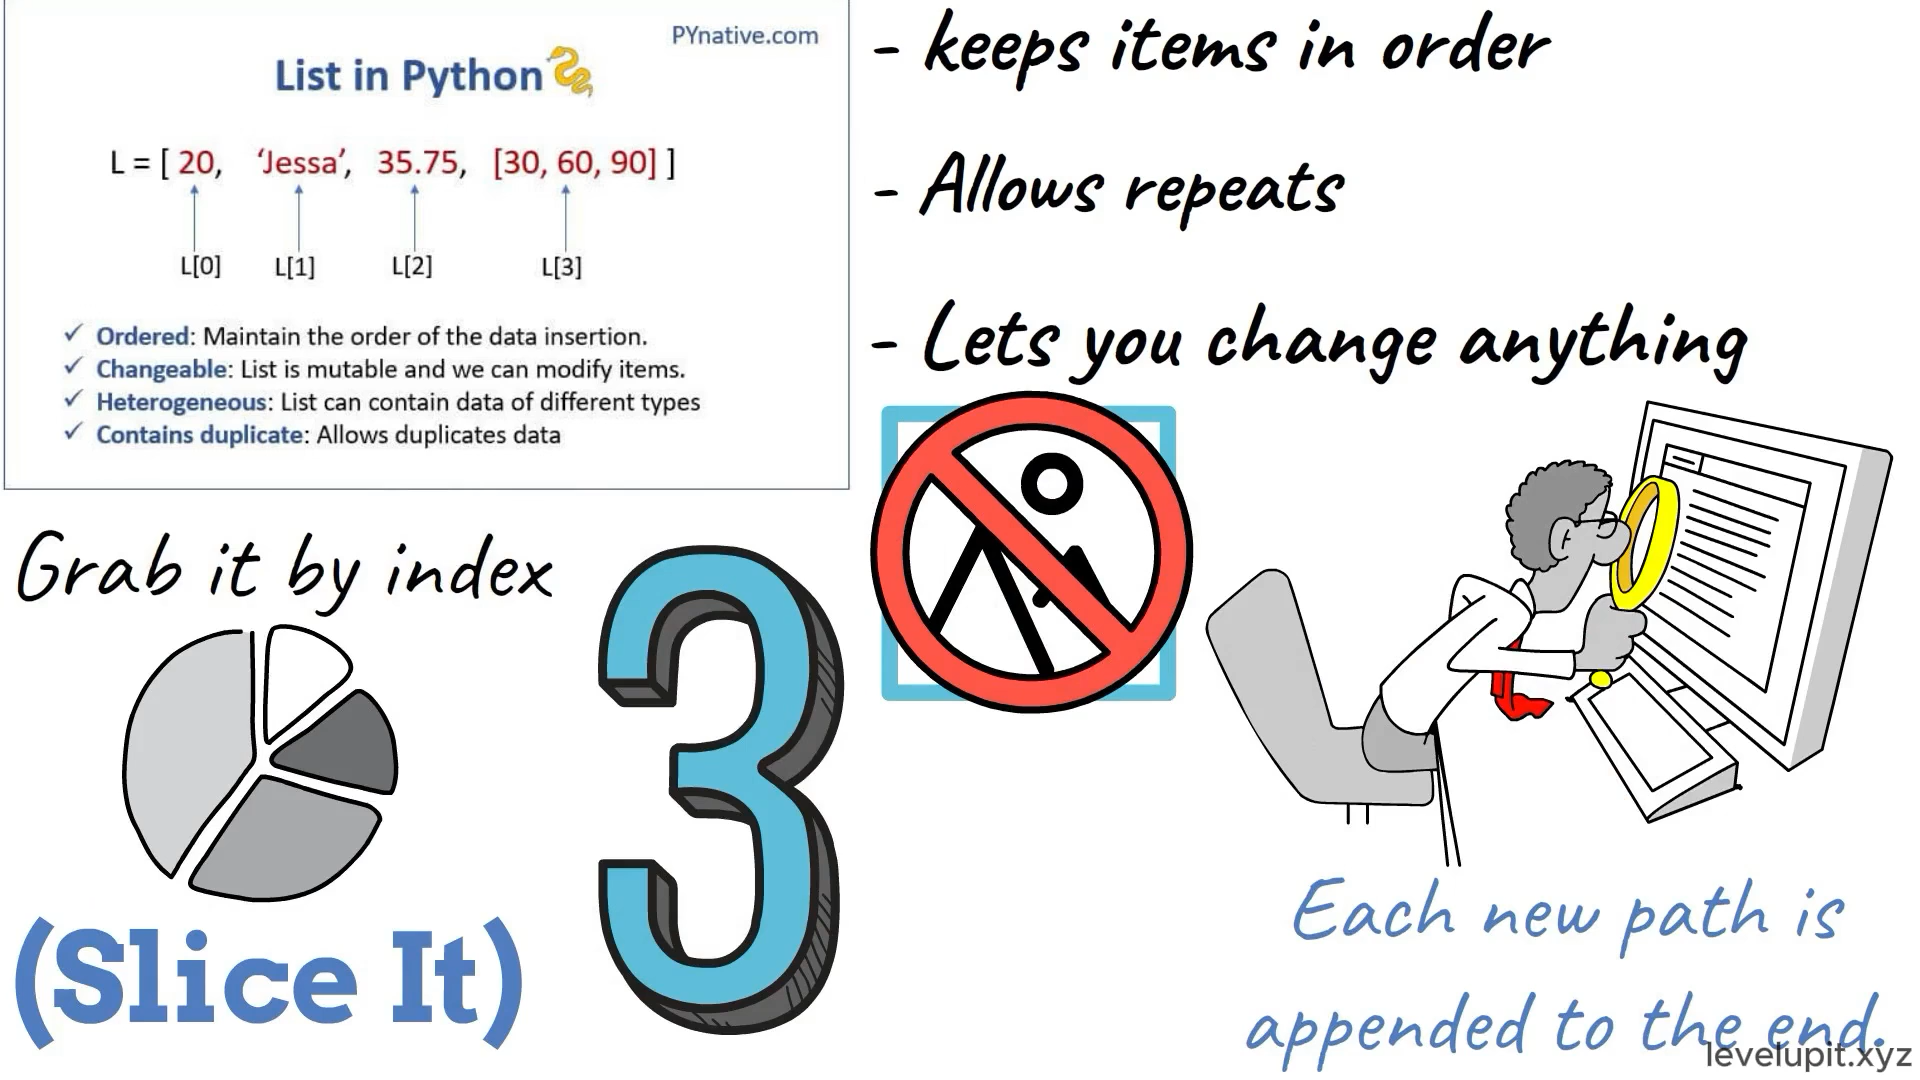 PYnative.com
List in Python
L = [ 20, ‘Jessa’, 35.75, [30, 60, 90] ]
L[0] L[1] L[2] L[3]
✓ Ordered: Maintain the order of the data insertion.
✓ Changeable: List is mutable and we can modify items.
✓ Heterogeneous: List can contain data of different types
✓ Contains duplicate: Allows duplicates data
- keeps items in order
- Allows repeats
- Lets you change anything
Grab it by index
(Slice It)
3
Each new path is
appended to the end.
levelupit.xyz